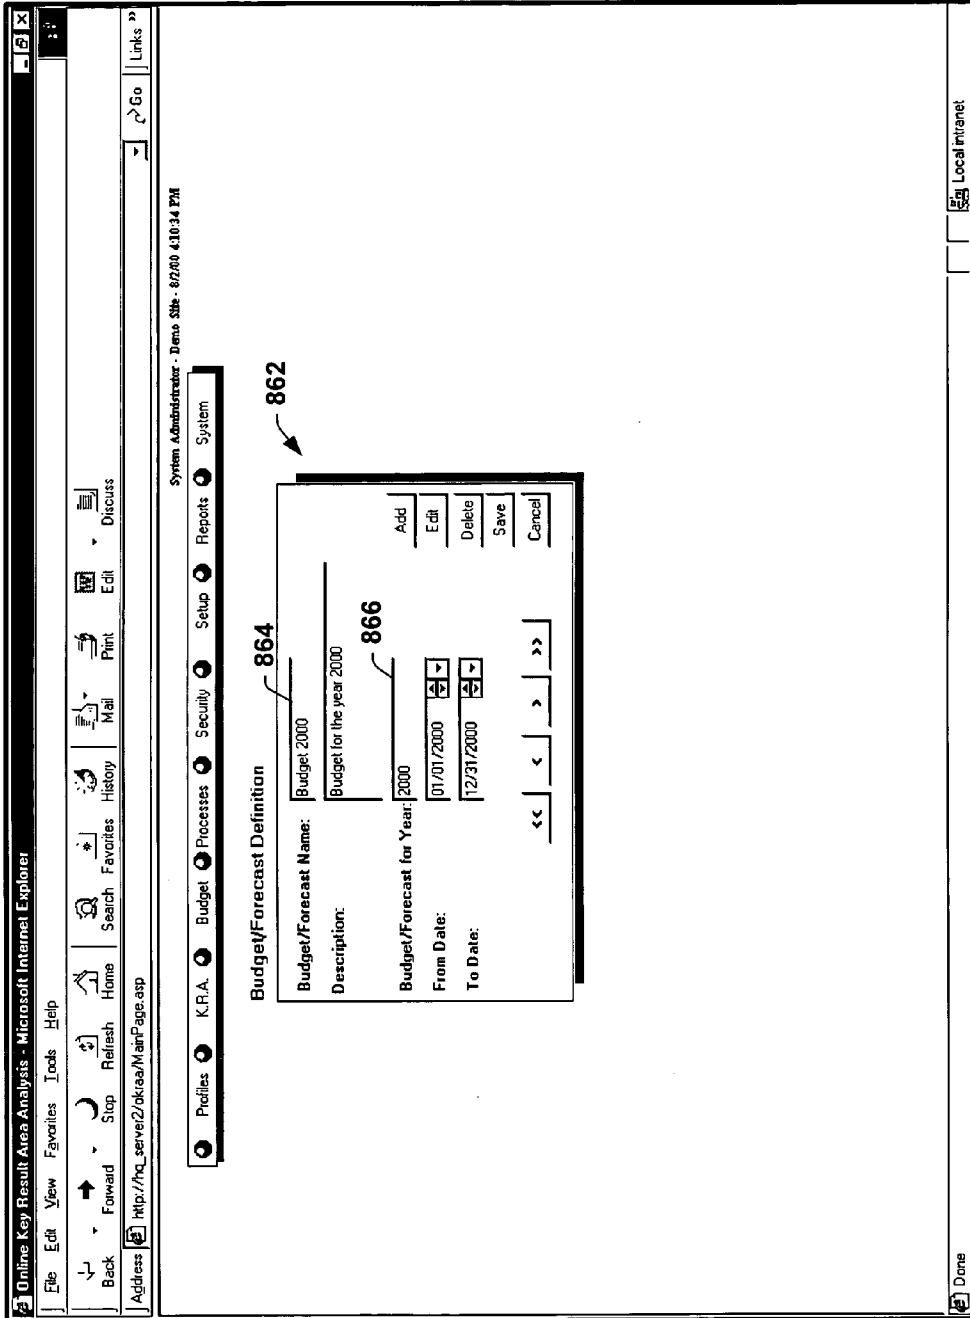 Online Key Result Area Analysis - Microsoft Internet Explorer
File Edit View Favorites Tools Help
Back Forward Stop Refresh Home Search Favorites History Mail Print Edit Discuss
Address http://hq_server2/okraa/MainPage.asp Go Links »
System Administrator - Demo Site - 8/2/00 4:10:34 PM
Profiles K.R.A. Budget Processes Security Setup Reports System
862
Budget/Forecast Definition
864
Budget/Forecast Name: Budget 2000
Description: Budget for the year 2000
866
Budget/Forecast for Year: 2000
From Date: 01/01/2000
To Date: 12/31/2000
Add
Edit
Delete
Save
Cancel
<< < > >>
Done Local intranet